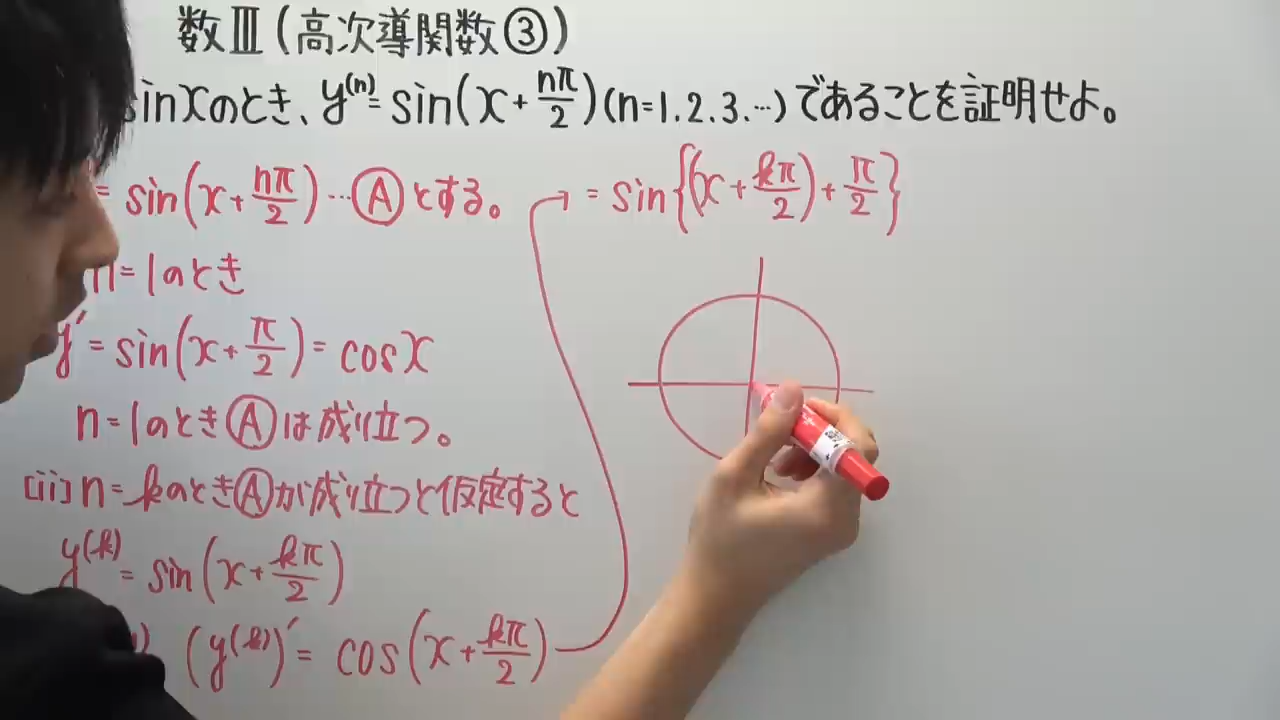 数Ⅲ(高次導関数③)
sinxのとき、y⁽ⁿ⁾=sin(x+nπ/2)(n=1.2.3.…)であることを証明せよ。
=sin(x+nπ/2)…Ⓐとする。
n=1のとき
y′=sin(x+π/2)=cosx
n=1のときⒶは成り立つ。
[ii]n=kのときⒶが成り立つと仮定すると
y⁽ᵏ⁾=sin(x+kπ/2)
(y⁽ᵏ⁾)′=cos(x+kπ/2)
=sin{(x+kπ/2)+π/2}